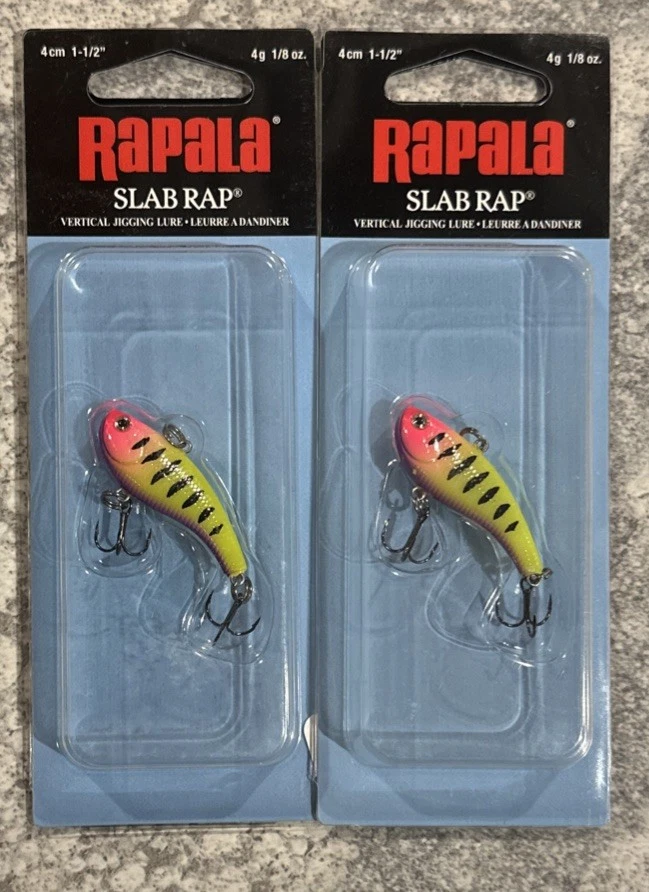 4cm 1-1/2" 4g 1/8 oz.
RAPALA®
SLAB RAP®
VERTICAL JIGGING LURE • LEURRE A DANDINER
4cm 1-1/2" 4g 1/8 oz.
RAPALA®
SLAB RAP®
VERTICAL JIGGING LURE • LEURRE A DANDINER